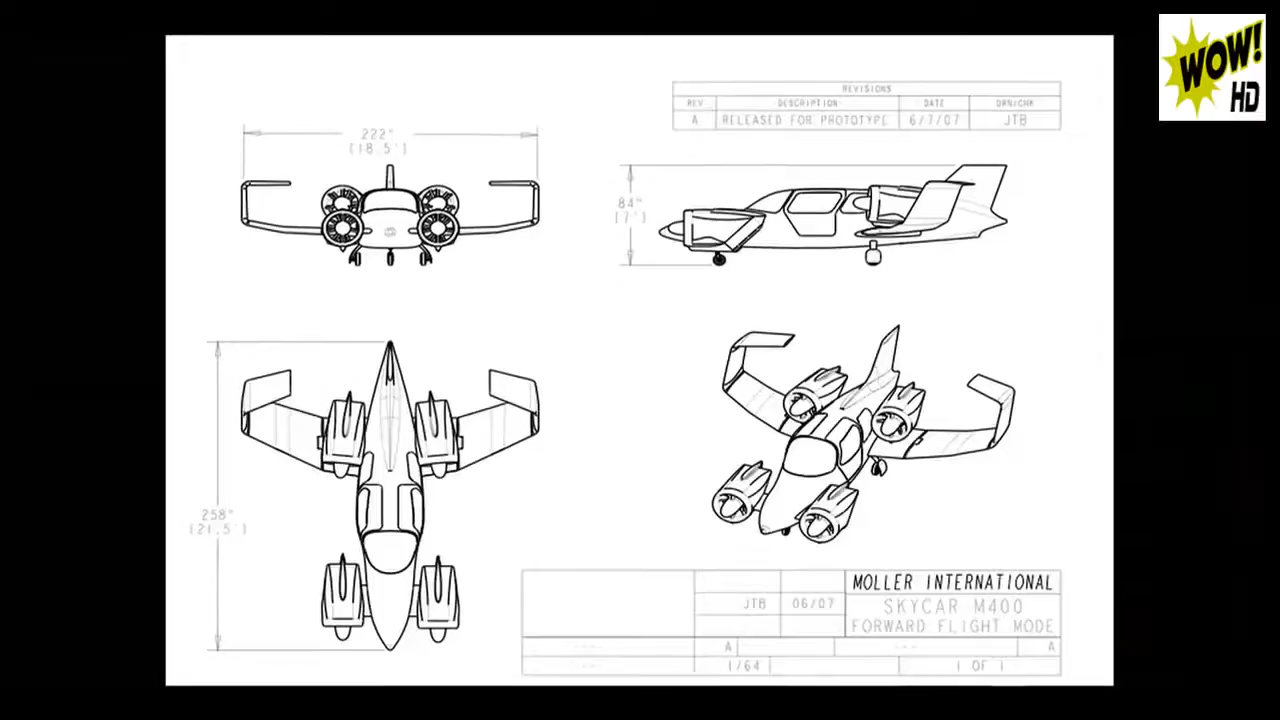 WOW!
HD
REVISIONS
REV DESCRIPTION DATE DRN/CHK
A RELEASED FOR PROTOTYPE 6/7/07 JTB
222"
[18.5']
84"
[7']
258"
[21.5']
MOLLER INTERNATIONAL
JTB 06/07 SKYCAR M400
FORWARD FLIGHT MODE
A A
1/64 1 OF 1